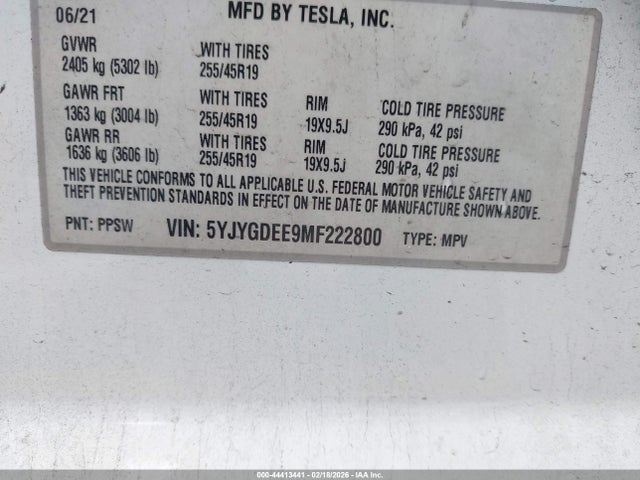 06/21 MFD BY TESLA, INC.
GVWR WITH TIRES
2405 kg (5302 lb) 255/45R19
GAWR FRT WITH TIRES RIM COLD TIRE PRESSURE
1363 kg (3004 lb) 255/45R19 19X9.5J 290 kPa, 42 psi
GAWR RR WITH TIRES RIM COLD TIRE PRESSURE
1636 kg (3606 lb) 255/45R19 19X9.5J 290 kPa, 42 psi
THIS VEHICLE CONFORMS TO ALL APPLICABLE U.S. FEDERAL MOTOR VEHICLE SAFETY AND
THEFT PREVENTION STANDARDS IN EFFECT ON THE DATE OF MANUFACTURE SHOWN ABOVE.
PNT: PPSW VIN: 5YJYGDEE9MF222800 TYPE: MPV
000-44413441 - 02/18/2026 - IAA Corp.